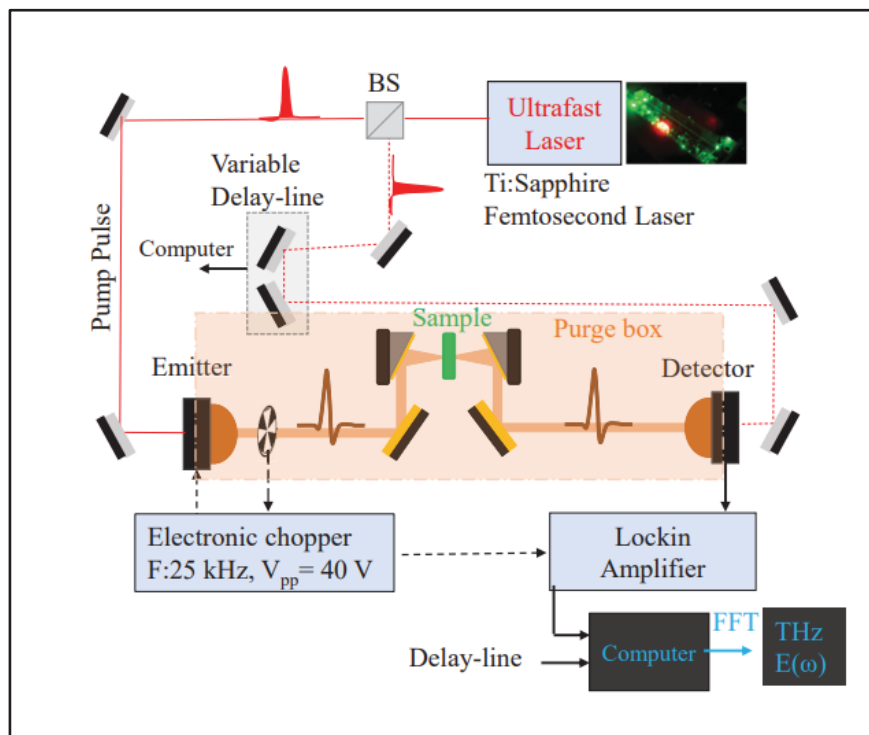 BS
Ultrafast
Laser
Ti:Sapphire
Femtosecond Laser
Variable
Delay-line
Computer
Pump Pulse
Sample
Purge box
Emitter
Detector
Electronic chopper
F:25 kHz, Vpp= 40 V
Lockin
Amplifier
FFT
THz
E(ω)
Delay-line
Computer